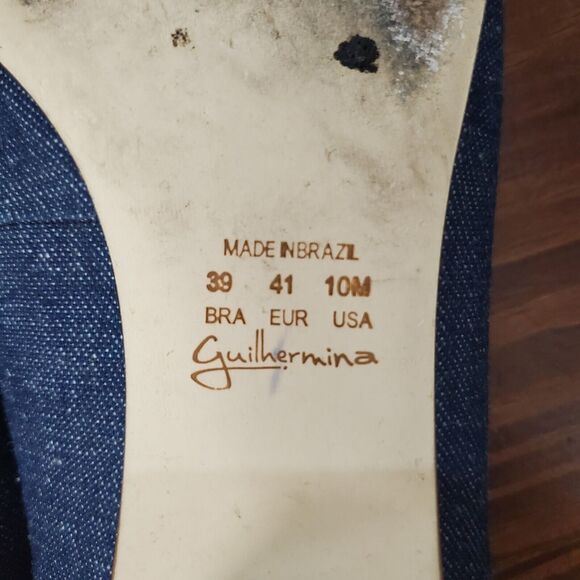 MADE IN BRAZIL
39 41 10M
BRA EUR USA
Guilhermina